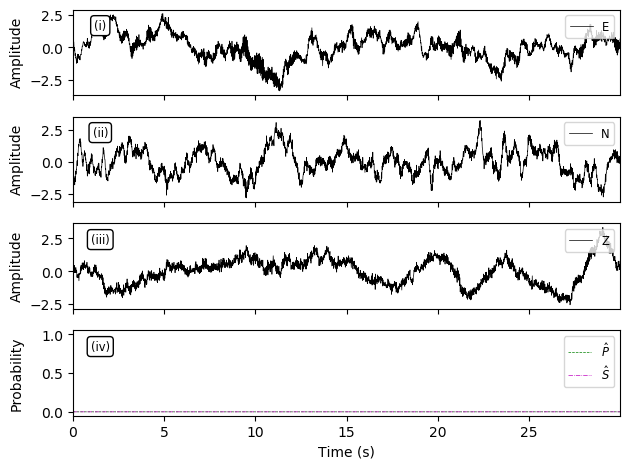 2.5
0.0
−2.5
Amplitude
(i)
E
2.5
0.0
−2.5
Amplitude
(ii)
N
2.5
0.0
−2.5
Amplitude
(iii)
Z
1.0
0.5
0.0
Probability
(iv)
P̂
Ŝ
0 5 10 15 20 25
Time (s)